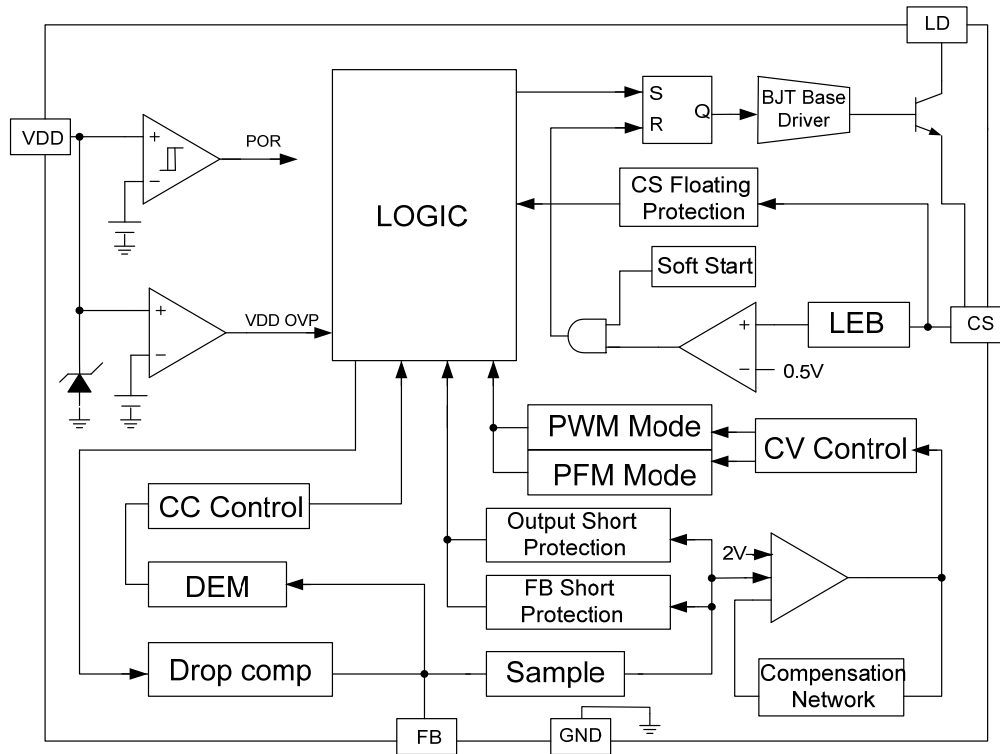 LD
VDD
+
−
POR
LOGIC
S
R
Q
BJT Base
Driver
CS Floating
Protection
Soft Start
+
−
VDD OVP
+
−
0.5V
LEB
CS
PWM Mode
PFM Mode
CV Control
CC Control
Output Short
Protection
2V
DEM
FB Short
Protection
Drop comp
Sample
Compensation
Network
FB
GND